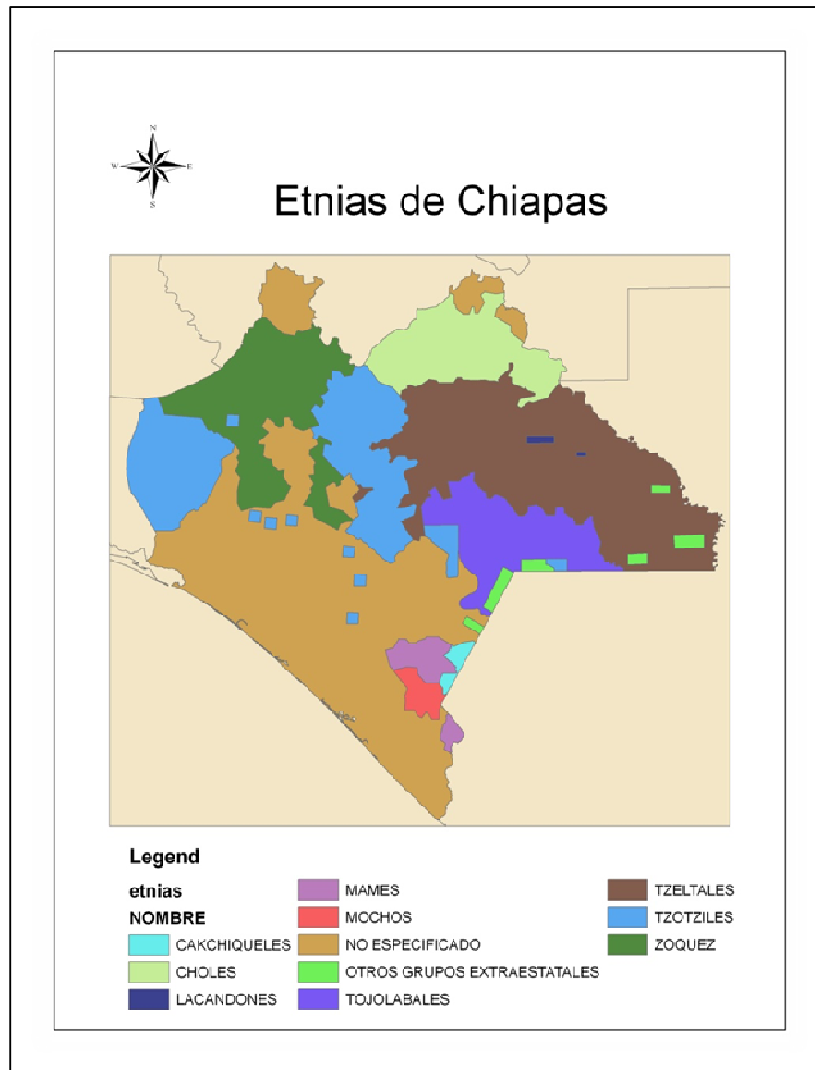 N
W E
S
Etnias de Chiapas
Legend
etnias
NOMBRE
CAKCHIQUELES
CHOLES
LACANDONES
MAMES
MOCHOS
NO ESPECIFICADO
OTROS GRUPOS EXTRAESTATALES
TOJOLABALES
TZELTALES
TZOTZILES
ZOQUEZ